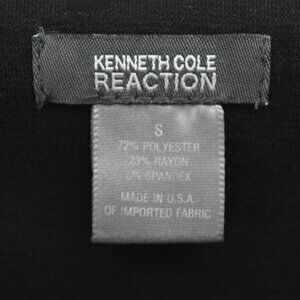 KENNETH COLE
REACTION
S
72% POLYESTER
23% RAYON
5% SPANDEX
MADE IN U.S.A.
OF IMPORTED FABRIC